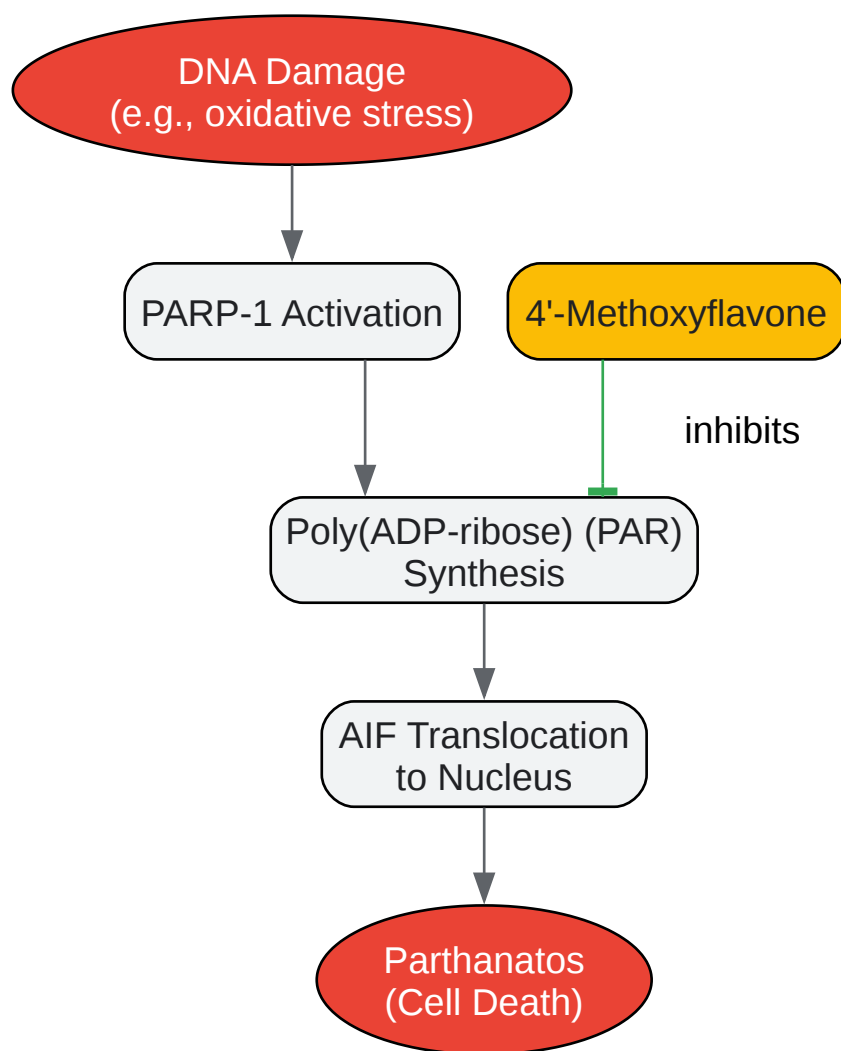 DNA Damage
(e.g., oxidative stress)
PARP-1 Activation
4'-Methoxyflavone
inhibits
Poly(ADP-ribose) (PAR)
Synthesis
AIF Translocation
to Nucleus
Parthanatos
(Cell Death)